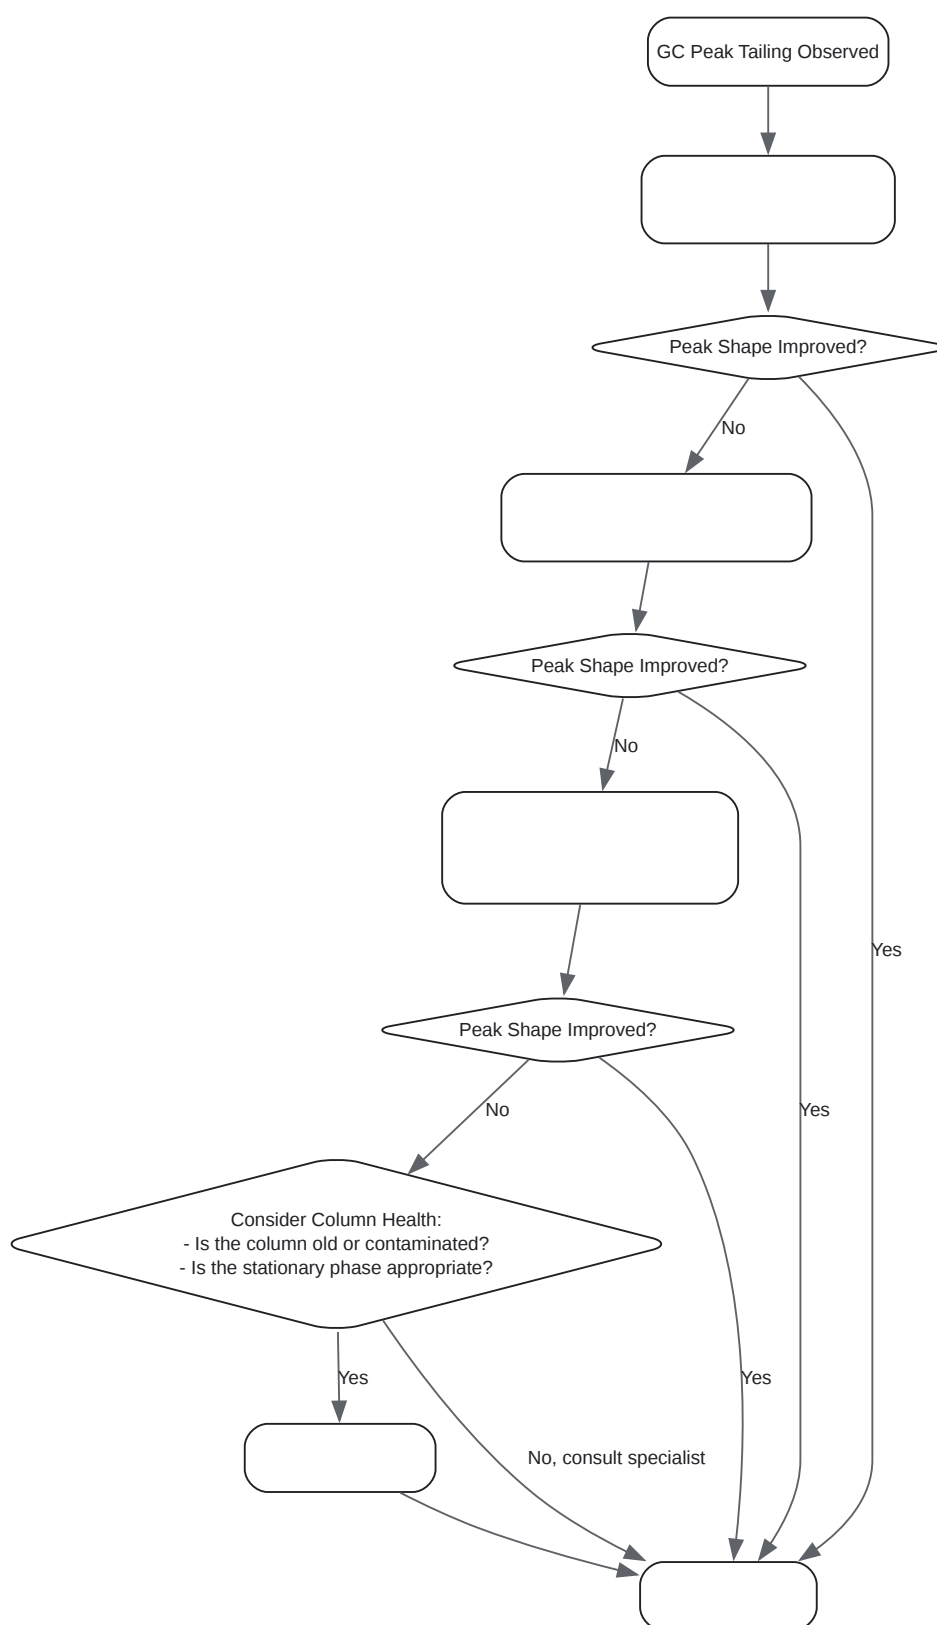 GC Peak Tailing Observed
Peak Shape Improved?
No
Peak Shape Improved?
No
Yes
Peak Shape Improved?
No
Yes
Consider Column Health:
- Is the column old or contaminated?
- Is the stationary phase appropriate?
Yes
Yes
No, consult specialist